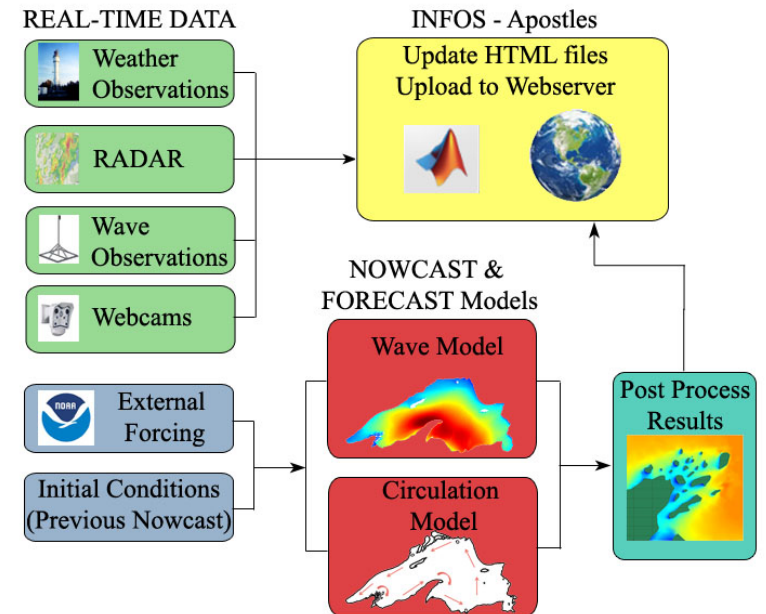 REAL-TIME DATA
Weather
Observations
RADAR
Wave
Observations
Webcams
INFOS - Apostles
Update HTML files
Upload to Webserver
NOWCAST &
FORECAST Models
Wave Model
Circulation
Model
External
Forcing
NOAA
Initial Conditions
(Previous Nowcast)
Post Process
Results